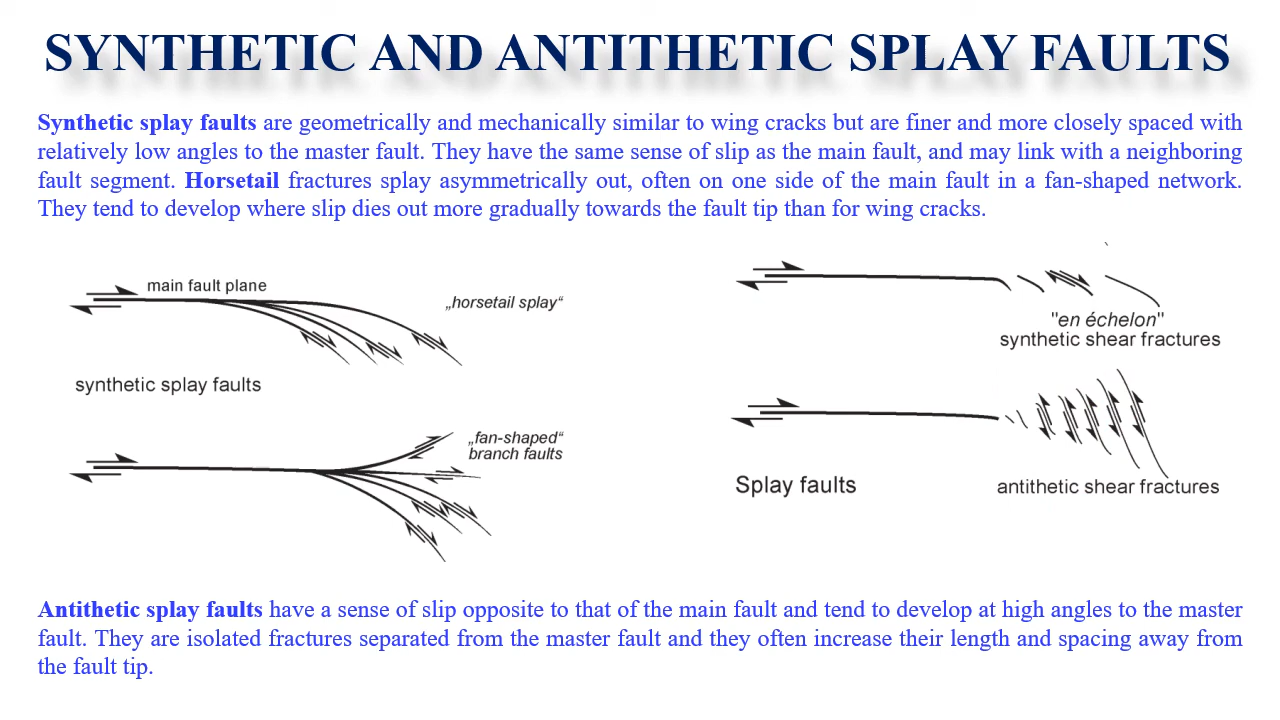 SYNTHETIC AND ANTITHETIC SPLAY FAULTS
Synthetic splay faults are geometrically and mechanically similar to wing cracks but are finer and more closely spaced with
relatively low angles to the master fault. They have the same sense of slip as the main fault, and may link with a neighboring
fault segment. Horsetail fractures splay asymmetrically out, often on one side of the main fault in a fan-shaped network.
They tend to develop where slip dies out more gradually towards the fault tip than for wing cracks.
main fault plane
„horsetail splay“
synthetic splay faults
„fan-shaped“
branch faults
"en échelon"
synthetic shear fractures
Splay faults
antithetic shear fractures
Antithetic splay faults have a sense of slip opposite to that of the main fault and tend to develop at high angles to the master
fault. They are isolated fractures separated from the master fault and they often increase their length and spacing away from
the fault tip.